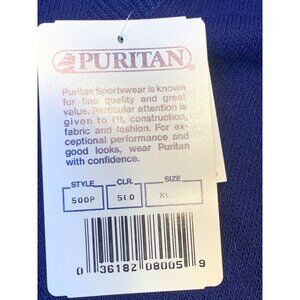 PURITAN®
Puritan Sportswear is known
for fine quality and great
value. Particular attention is
given to fit, construction,
fabric and fashion. For ex-
ceptional performance and
good looks, wear Puritan
with confidence.
STYLE CLR. SIZE
500P 500 XL
0 36182 08005 9